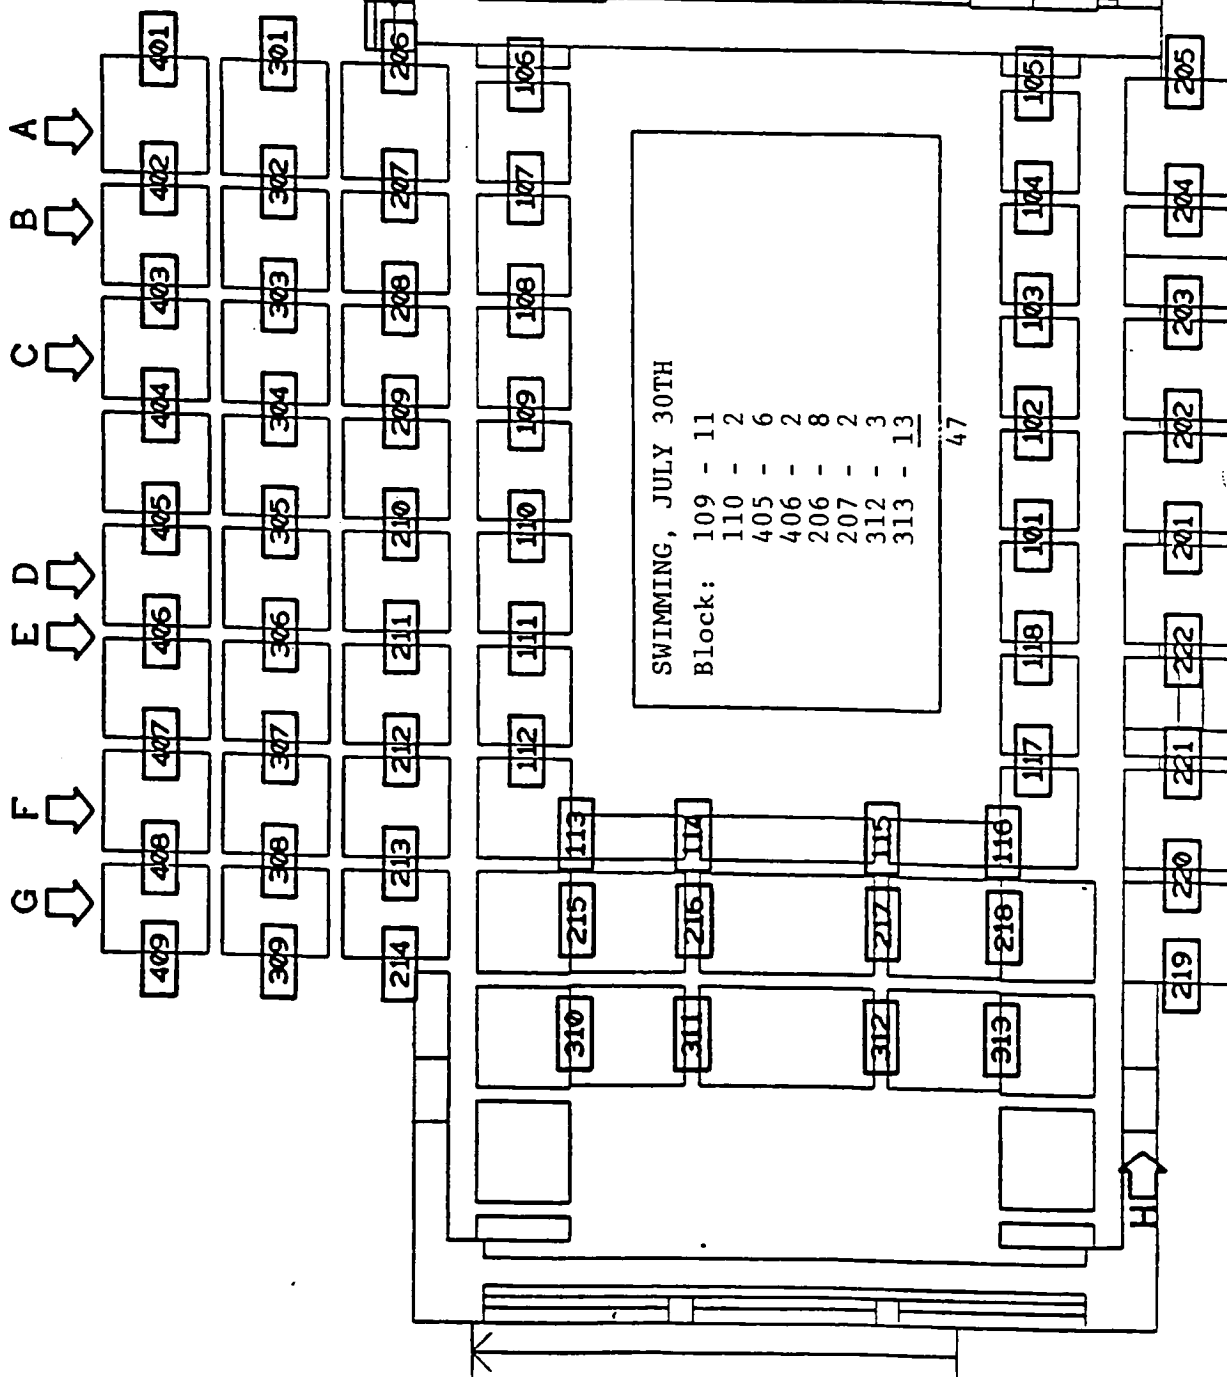 G F E D C B A
409 408 407 406 405 404 403 402 401
309 308 307 306 305 304 303 302 301
214 213 212 211 210 209 208 207 206
112 111 110 109 108 107 106
310 215 113
311 216 114
SWIMMING, JULY 30TH
Block: 109 - 11
110 - 2
405 - 6
406 - 2
206 - 8
207 - 2
312 - 3
313 - 13
47
312 217 115
313 218 116
117 118 101 102 103 104 105
H
219 220 221 222 201 202 203 204 205